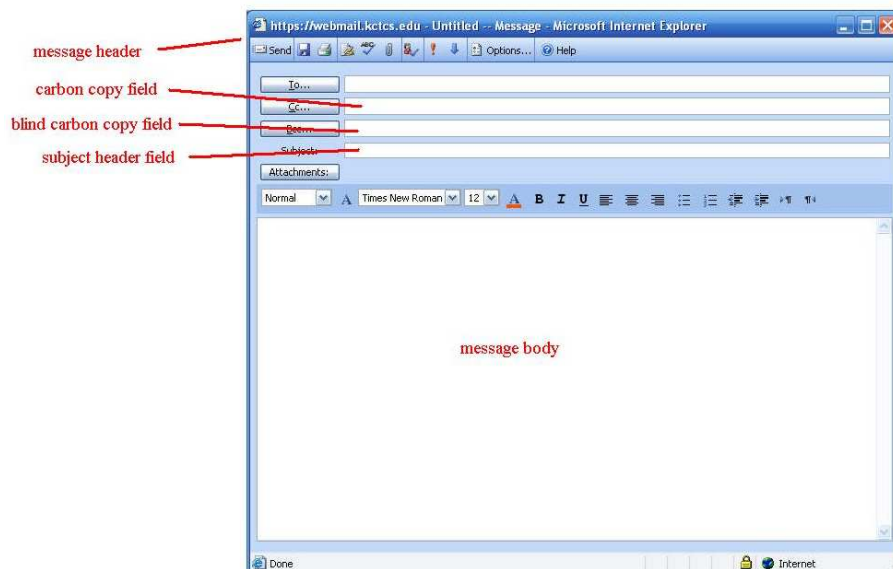 https://webmail.kctcs.edu - Untitled -- Message - Microsoft Internet Explorer
message header
Send Options... Help
To...
carbon copy field
Cc...
blind carbon copy field
Bcc...
subject header field
Subject:
Attachments:
Normal A Times New Roman 12 A B I U
message body
Done Internet